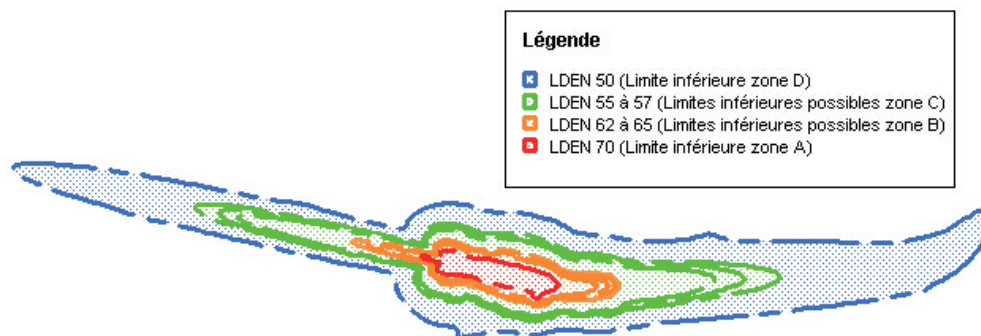 Légende
LDEN 50 (Limite inférieure zone D)
LDEN 55 à 57 (Limites inférieures possibles zone C)
LDEN 62 à 65 (Limites inférieures possibles zone B)
LDEN 70 (Limite inférieure zone A)